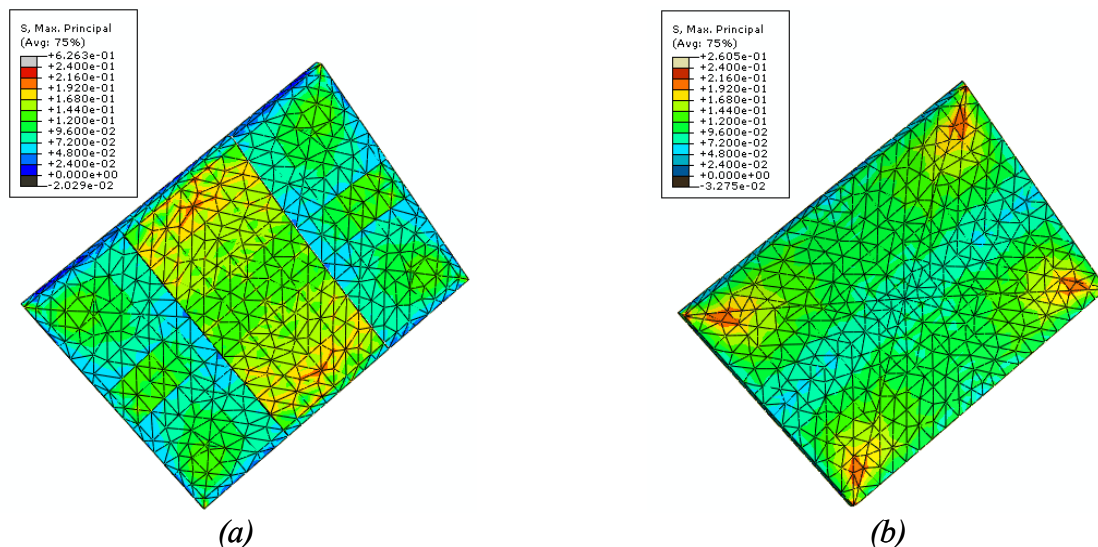 S, Max. Principal
(Avg: 75%)
+6.263e-01
+2.400e-01
+2.160e-01
+1.920e-01
+1.680e-01
+1.440e-01
+1.200e-01
+9.600e-02
+7.200e-02
+4.800e-02
+2.400e-02
+0.000e+00
-2.029e-02
S, Max. Principal
(Avg: 75%)
+2.605e-01
+2.400e-01
+2.160e-01
+1.920e-01
+1.680e-01
+1.440e-01
+1.200e-01
+9.600e-02
+7.200e-02
+4.800e-02
+2.400e-02
+0.000e+00
-3.275e-02
(a)
(b)